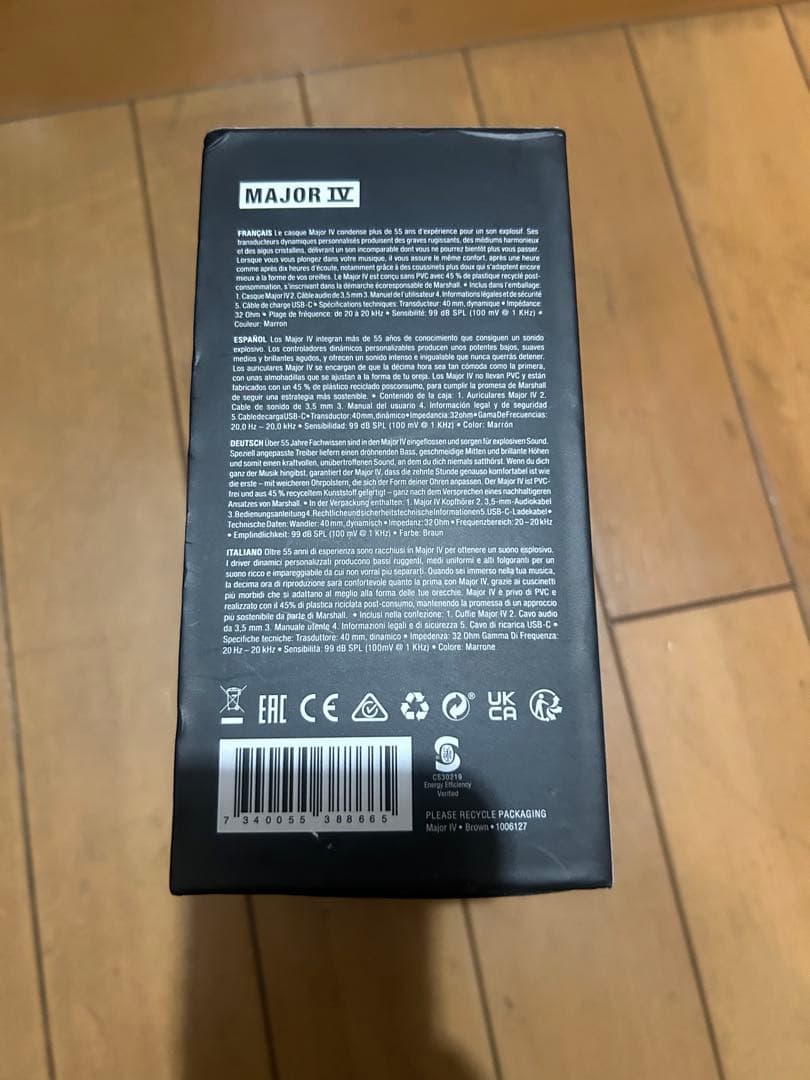 MAJOR IV
FRANÇAIS Le casque Major IV condense plus de 55 ans d'expérience pour un son explosif. Ses
transducteurs dynamiques personnalisés produisent des graves rugissants, des médiums harmonieux
et des aigus cristallins, délivrant un son incomparable dont vous ne pourrez bientôt plus vous passer.
Lorsque vous vous plongez dans votre musique, il vous assure le même confort, après une heure
comme après dix heures d'écoute, notamment grâce à des coussinets plus doux qui s'adaptent encore
mieux à la forme de vos oreilles. Le Major IV est conçu sans PVC avec 45 % de plastique recyclé post-
consommation, s'inscrivant dans la démarche écoresponsable de Marshall. • Inclus dans l'emballage:
1. Casque Major IV 2. Câble audio de 3,5 mm 3. Manuel de l'utilisateur 4. Informations légales et de sécurité
5. Câble de charge USB-C • Spécifications techniques: Transducteur: 40 mm, dynamique • Impédance:
32 Ohm • Plage de fréquence: de 20 à 20 kHz • Sensibilité: 99 dB SPL (100 mV @ 1 KHz) •
Couleur: Marron
ESPAÑOL Los Major IV integran más de 55 años de conocimiento que consiguen un sonido
explosivo. Los controladores dinámicos personalizables producen unos potentes bajos, suaves
medios y brillantes agudos, y ofrecen un sonido intenso e inigualable que nunca querrás detener.
Los auriculares Major IV se encargan de que la décima hora sea tan cómoda como la primera,
con unas almohadillas que se ajustan a la forma de tu oreja. Los Major IV no llevan PVC y están
fabricados con un 45 % de plástico reciclado posconsumo, para cumplir la promesa de Marshall
de seguir una estrategia más sostenible. • Contenido de la caja: 1. Auriculares Major IV 2.
Cable de sonido de 3,5 mm 3. Manual del usuario 4. Información legal y de seguridad
5. Cable de carga USB-C • Transductor: 40 mm, dinámico • Impedancia: 32 ohm • Gama De Frecuencias:
20,0 Hz – 20,0 kHz • Sensibilidad: 99 dB SPL (100 mV @ 1 KHz) • Color: Marrón
DEUTSCH Über 55 Jahre Fachwissen sind in den Major IV eingeflossen und sorgen für explosiven Sound.
Speziell angepasste Treiber liefern einen dröhnenden Bass, geschmeidige Mitten und brillante Höhen
und somit einen kraftvollen, unübertroffenen Sound, an dem du dich niemals satthörst. Wenn du dich
ganz der Musik hingibst, garantiert der Major IV, dass die zehnte Stunde genauso komfortabel ist wie
die erste – mit weicheren Ohrpolstern, die sich der Form deiner Ohren anpassen. Der Major IV ist PVC-
frei und aus 45 % recyceltem Kunststoff gefertigt – ganz nach dem Versprechen eines nachhaltigeren
Ansatzes von Marshall. • In der Verpackung enthalten: 1. Major IV Kopfhörer 2. 3,5-mm-Audiokabel
3. Bedienungsanleitung 4. Rechtliche und sicherheitstechnische Informationen 5. USB-C-Ladekabel •
Technische Daten: Wandler: 40 mm, dynamisch • Impedanz: 32 Ohm • Frequenzbereich: 20 – 20 kHz
• Empfindlichkeit: 99 dB SPL (100 mV @ 1 KHz) • Farbe: Braun
ITALIANO Oltre 55 anni di esperienza sono racchiusi in Major IV per ottenere un suono esplosivo.
I driver dinamici personalizzati producono bassi ruggenti, medi uniformi e alti folgoranti per un
suono ricco e impareggiabile da cui non vorrai più separarti. Quando sei immerso nella tua musica,
la decima ora di riproduzione sarà confortevole quanto la prima con Major IV, grazie ai cuscinetti
più morbidi che si adattano al meglio alla forma delle tue orecchie. Major IV è privo di PVC e
realizzato con il 45% di plastica riciclata post-consumo, mantenendo la promessa di un approccio
più sostenibile da parte di Marshall. • Inclusi nella confezione: 1. Cuffie Major IV 2. Cavo audio
da 3,5 mm 3. Manuale utente 4. Informazioni legali e di sicurezza 5. Cavo di ricarica USB-C •
Specifiche tecniche: Trasduttore: 40 mm, dinamico • Impedenza: 32 Ohm Gamma Di Frequenza:
20 Hz – 20 kHz • Sensibilità: 99 dB SPL (100mV @ 1 KHz) • Colore: Marrone
EAC CE UK CA
7 340055 388665
CS30219
Energy Efficiency
Verified
PLEASE RECYCLE PACKAGING
Major IV • Brown • 1006127